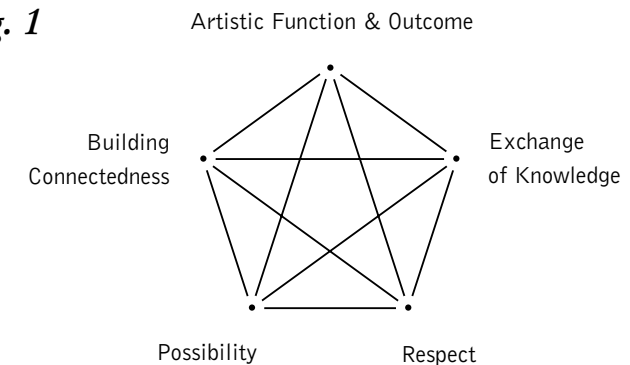 . 1
Artistic Function & Outcome
Building
Connectedness
Exchange
of Knowledge
Possibility
Respect